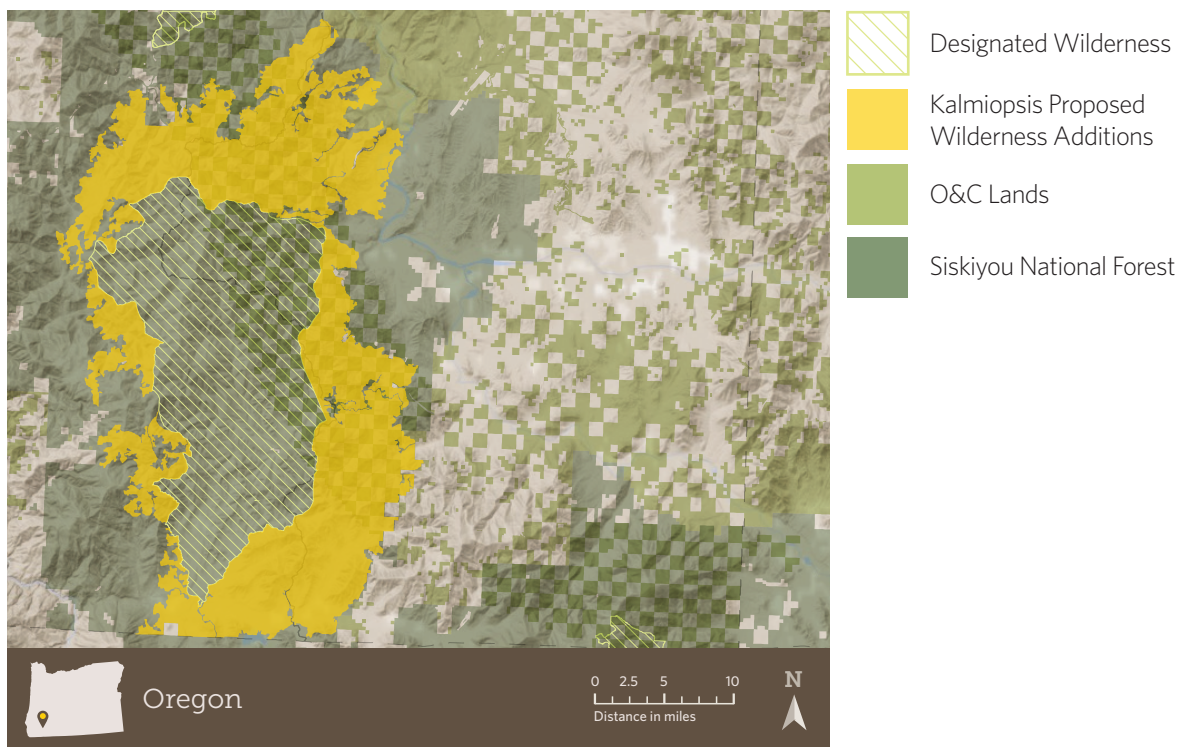 Designated Wilderness
Kalmiopsis Proposed
Wilderness Additions
O&C Lands
Siskiyou National Forest
Oregon
0 2.5 5 10
Distance in miles
N